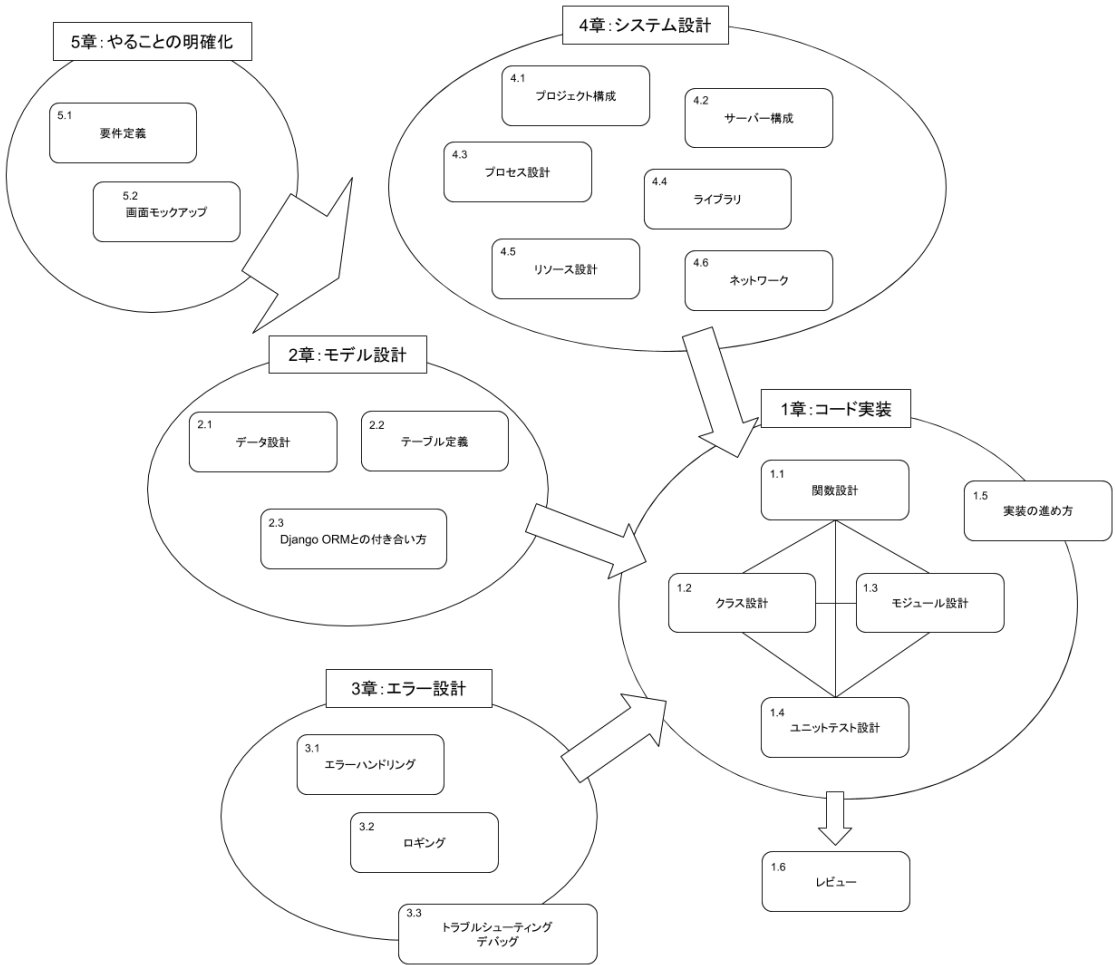 5章：やることの明確化
5.1
要件定義
5.2
画面モックアップ
4章：システム設計
4.1
プロジェクト構成
4.2
サーバー構成
4.3
プロセス設計
4.4
ライブラリ
4.5
リソース設計
4.6
ネットワーク
2章：モデル設計
2.1
データ設計
2.2
テーブル定義
2.3
Django ORMとの付き合い方
1章：コード実装
1.1
関数設計
1.5
実装の進め方
1.2
クラス設計
1.3
モジュール設計
1.4
ユニットテスト設計
3章：エラー設計
3.1
エラーハンドリング
3.2
ロギング
3.3
トラブルシューティング
デバッグ
1.6
レビュー